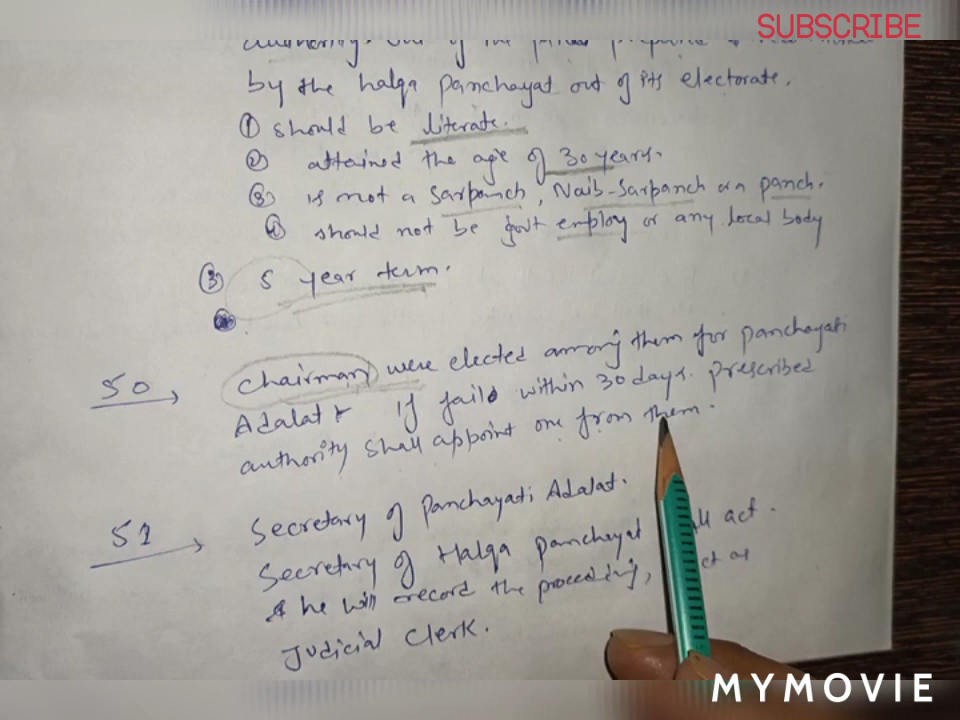 SUBSCRIBE
by the halqa panchayat out of its electorate.
① should be literate.
② attained the age of 30 years.
③ is not a Sarpanch, Naib-Sarpanch or a panch.
④ should not be govt employ or any local body
③ 5 year term.
50 → Chairman were elected among them for panchayati
Adalat if fails within 30 days. prescribed
authority shall appoint one from them.
51 → Secretary of Panchayati Adalat.
Secretary of Halqa panchayat act.
& he will record the proceeding,
Judicial Clerk.
MYMOVIE